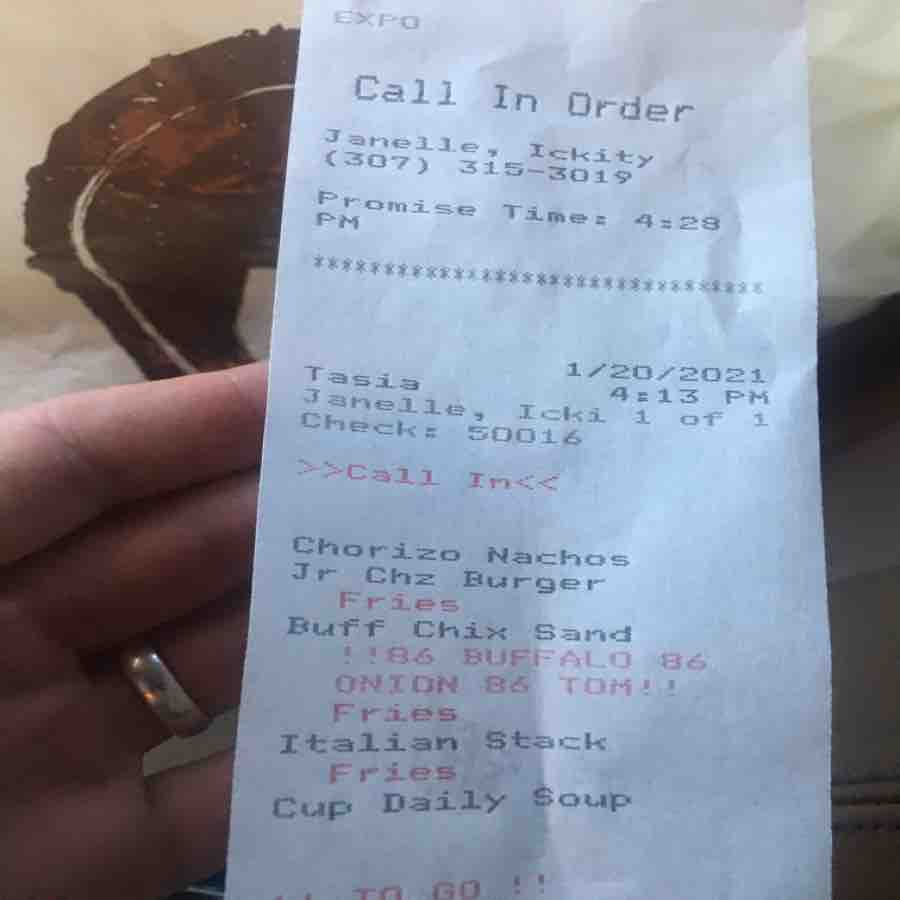 EXPO
Call In Order
Janelle, Ickity
(307) 315-3019
Promise Time: 4:28
PM
********************************
Tasia 1/20/2021
4:13 PM
Janelle, Icki 1 of 1
Check: 50016
>>Call In<<
Chorizo Nachos
Jr Chz Burger
Fries
Buff Chix Sand
!!86 BUFFALO 86
ONION 86 TOM!!
Fries
Italian Stack
Fries
Cup Daily Soup
!! TO GO !!